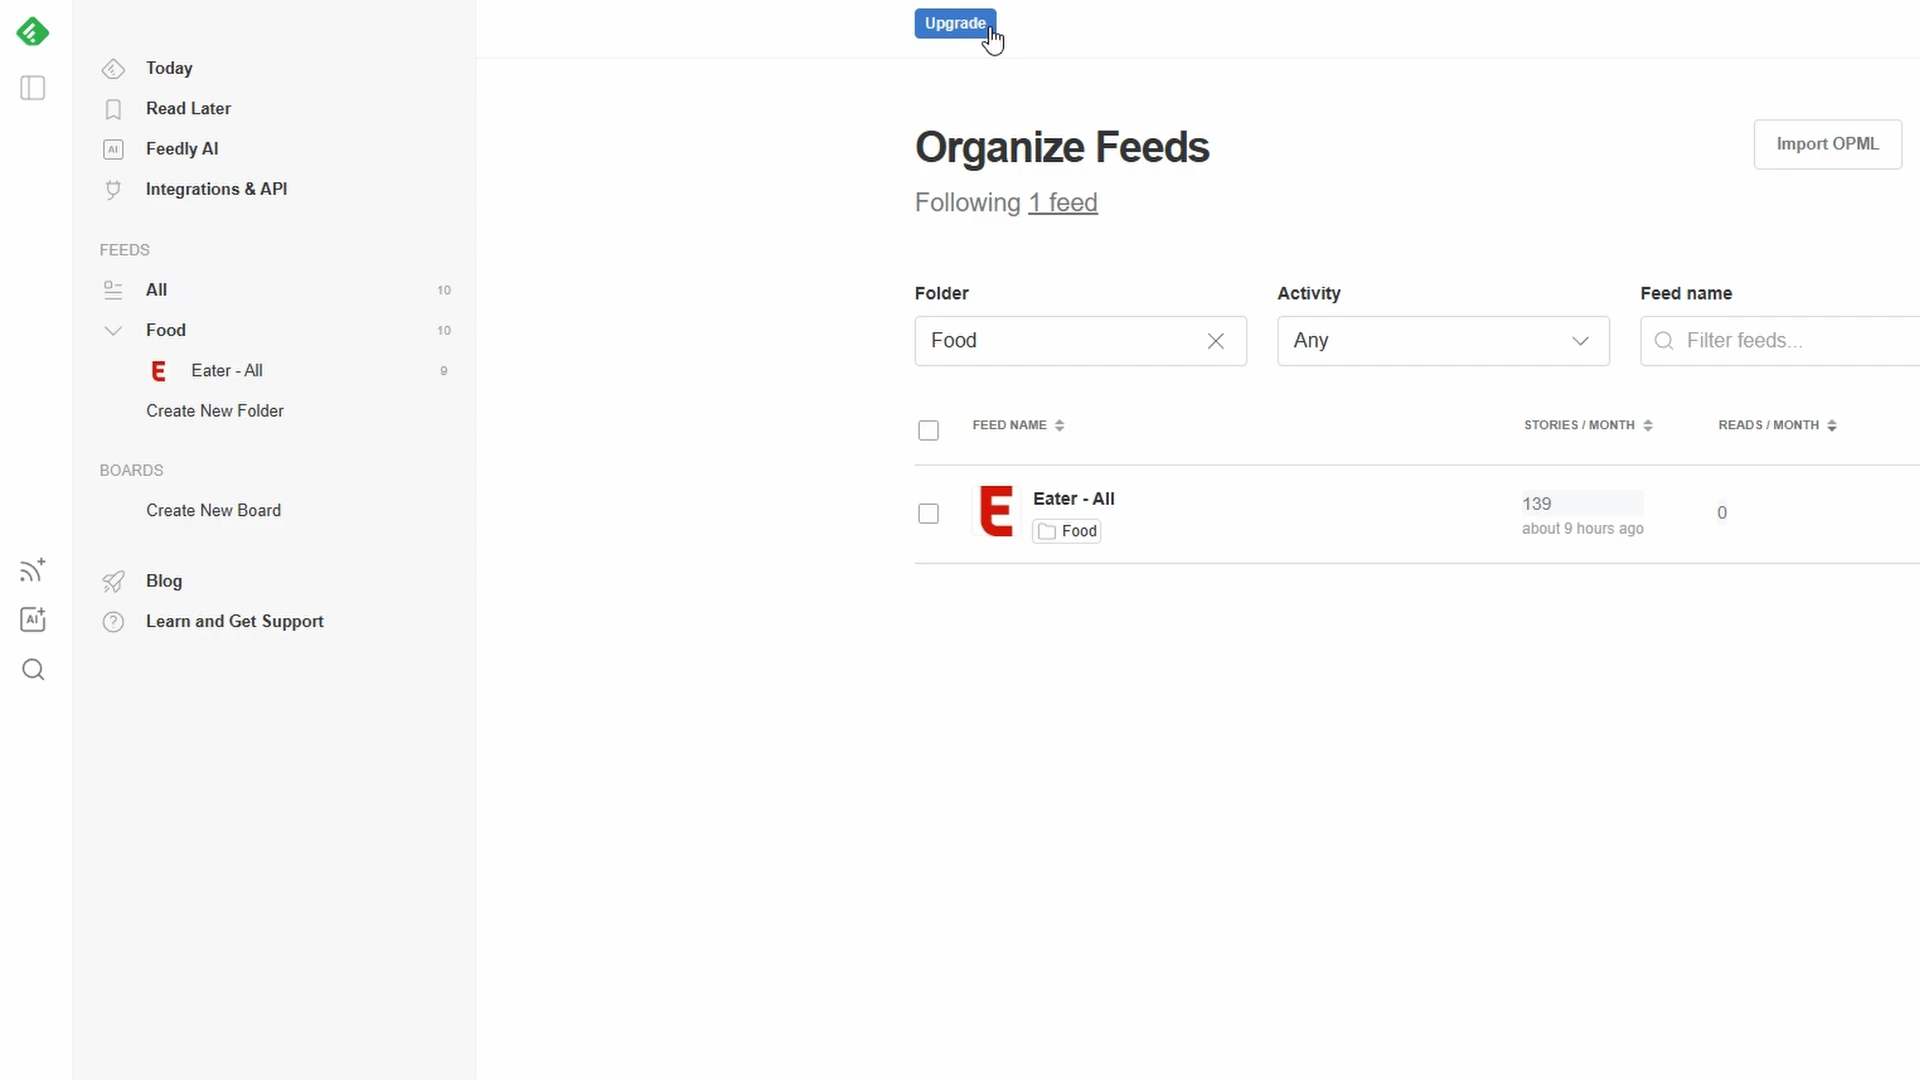 Upgrade
Today
Read Later
AI Feedly AI
Integrations & API
FEEDS
All 10
Food 10
E Eater - All 9
Create New Folder
BOARDS
Create New Board
Blog
Learn and Get Support
AI
Organize Feeds
Import OPML
Following 1 feed
Folder Activity Feed name
Food Any Filter feeds...
FEED NAME STORIES / MONTH READS / MONTH
E Eater - All 139 0
Food about 9 hours ago